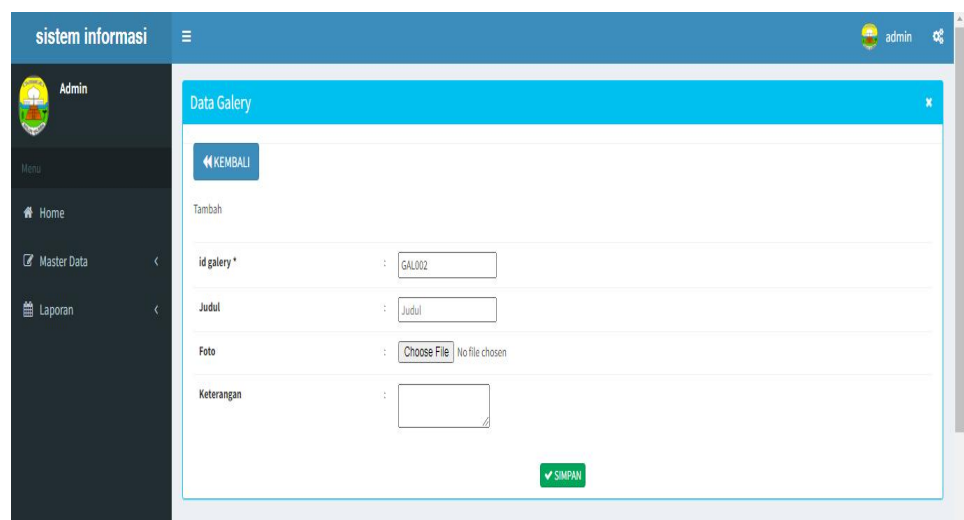 sistem informasi
admin
Admin
Menu
Home
Master Data
Laporan
Data Galery
KEMBALI
Tambah
id galery * : GAL002
Judul : Judul
Foto : Choose File No file chosen
Keterangan :
SIMPAN